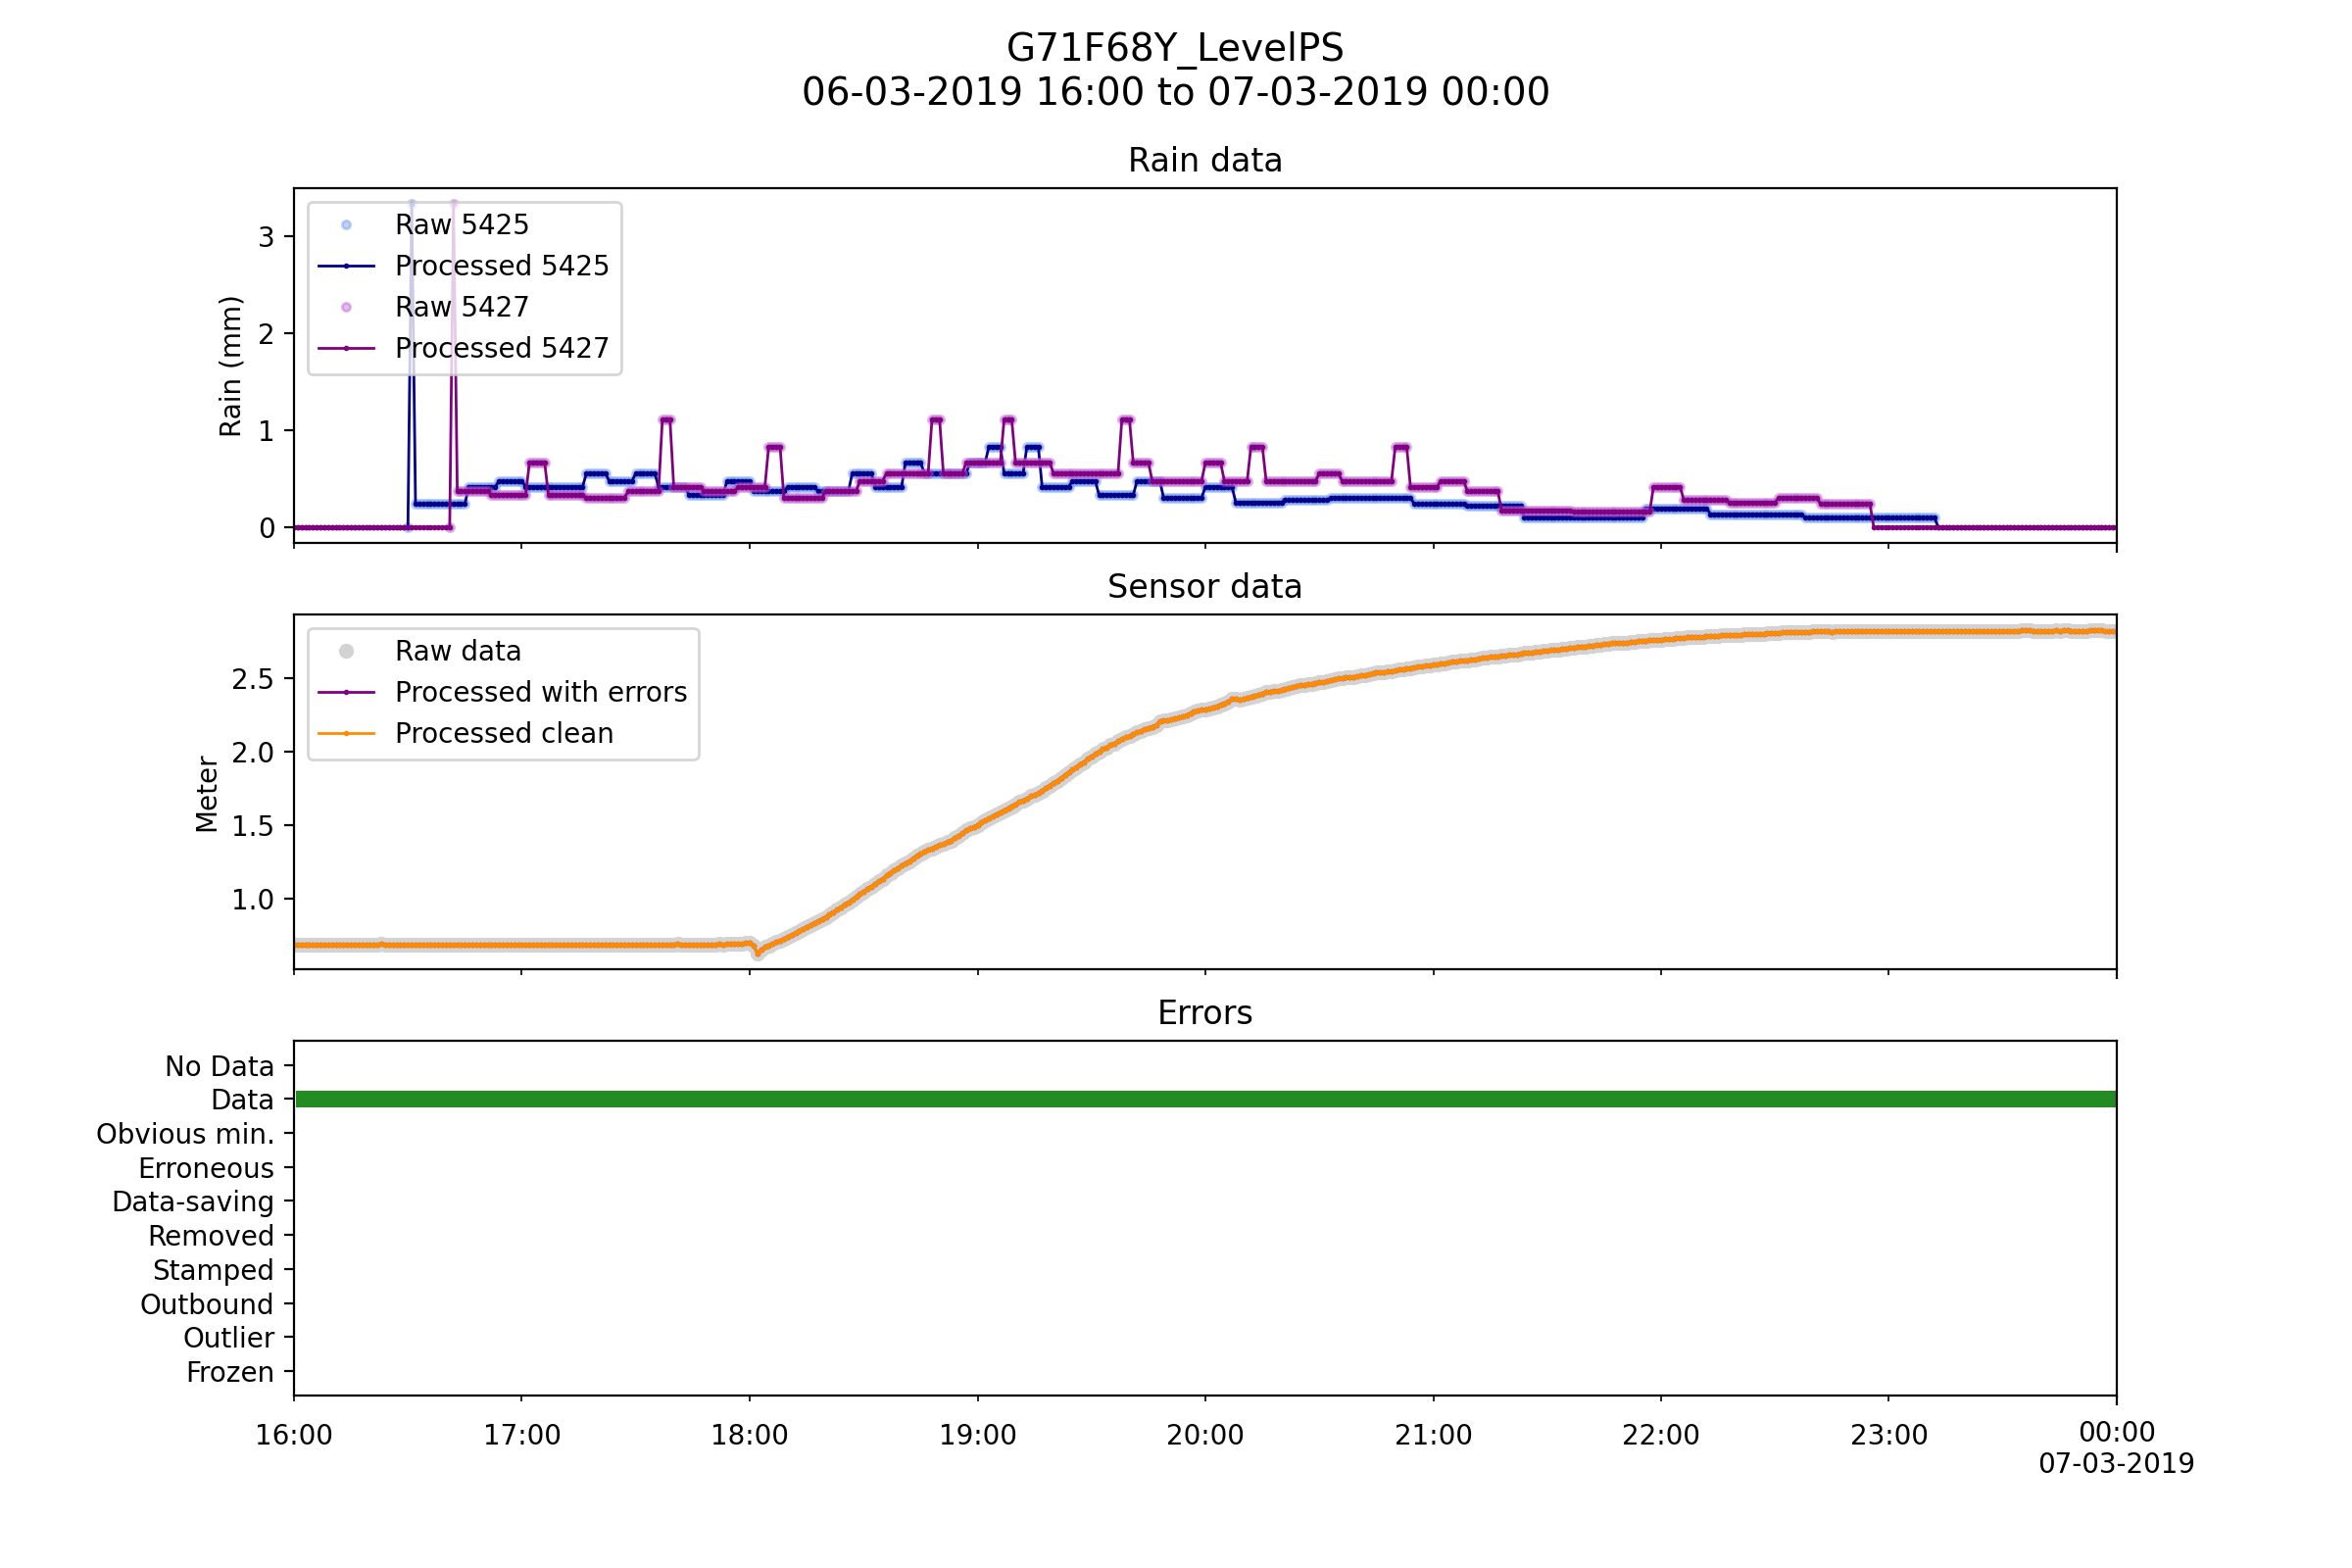 G71F68Y_LevelPS
06-03-2019 16:00 to 07-03-2019 00:00
Rain data
Rain (mm)
3
2
1
0
Raw 5425
Processed 5425
Raw 5427
Processed 5427
Sensor data
Meter
2.5
2.0
1.5
1.0
Raw data
Processed with errors
Processed clean
Errors
No Data
Data
Obvious min.
Erroneous
Data-saving
Removed
Stamped
Outbound
Outlier
Frozen
16:00 17:00 18:00 19:00 20:00 21:00 22:00 23:00 00:00
07-03-2019